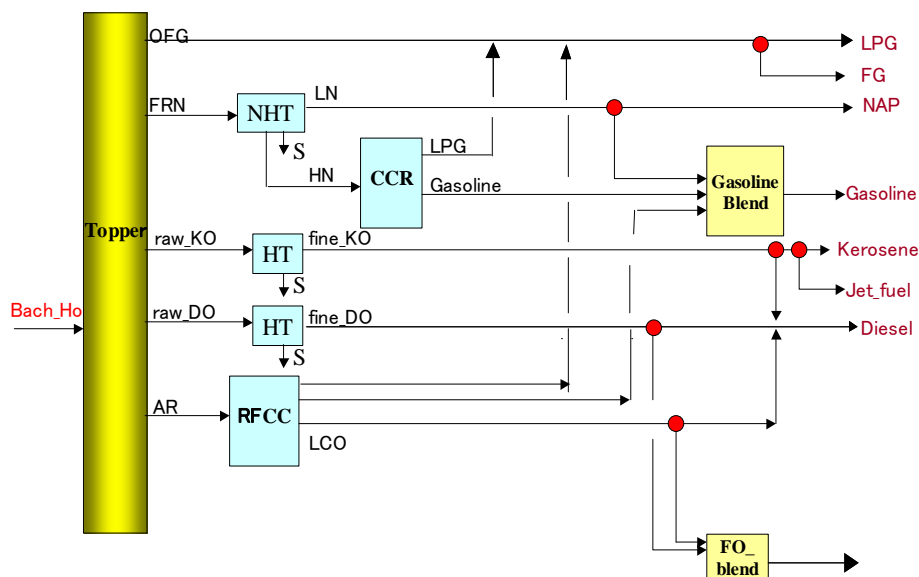 OFG
LPG
FG
FRN
NHT
LN
NAP
S
HN
CCR
LPG
Gasoline
Gasoline
Blend
Gasoline
Topper
raw_KO
HT
fine_KO
Kerosene
S
Jet_fuel
Bach_Ho
raw_DO
HT
fine_DO
Diesel
S
AR
RFCC
LCO
FO_
blend